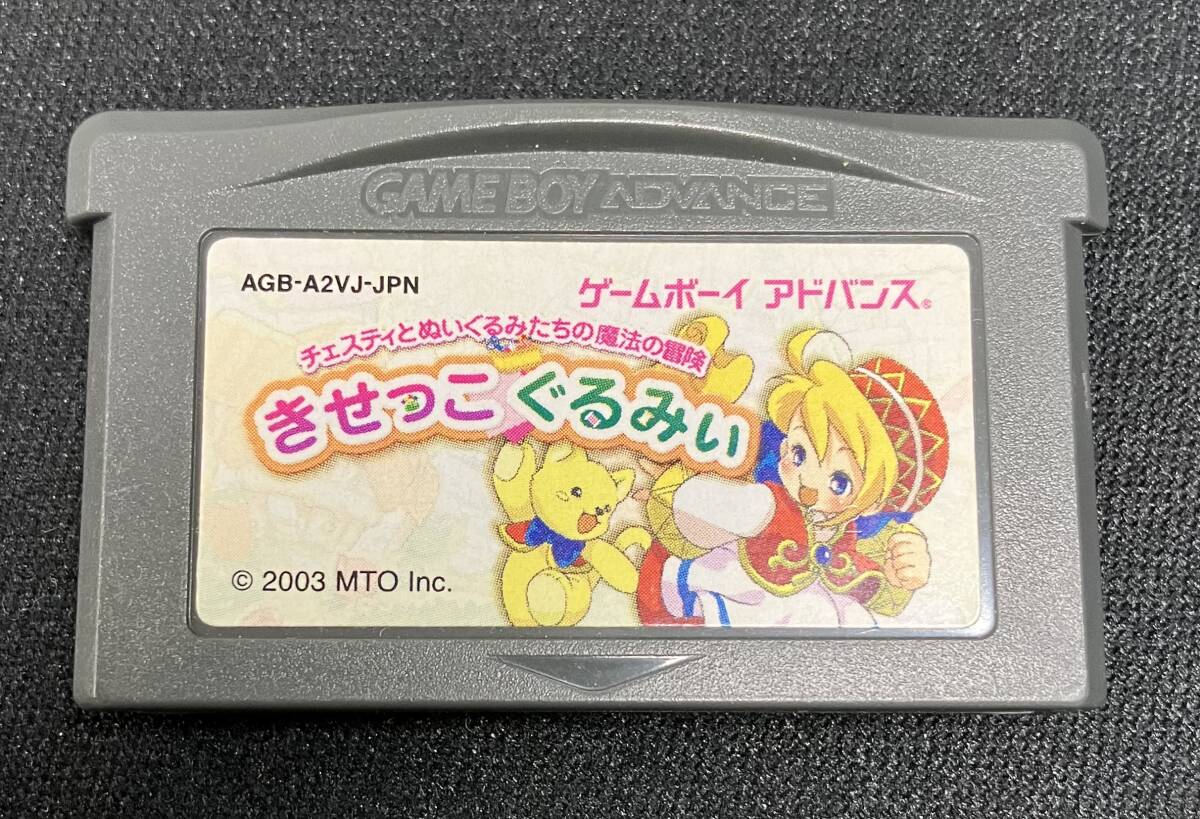 GAME BOY ADVANCE
AGB-A2VJ-JPN
ゲームボーイ アドバンス®
チェスティとぬいぐるみたちの魔法の冒険
きせっこぐるみぃ
© 2003 MTO Inc.